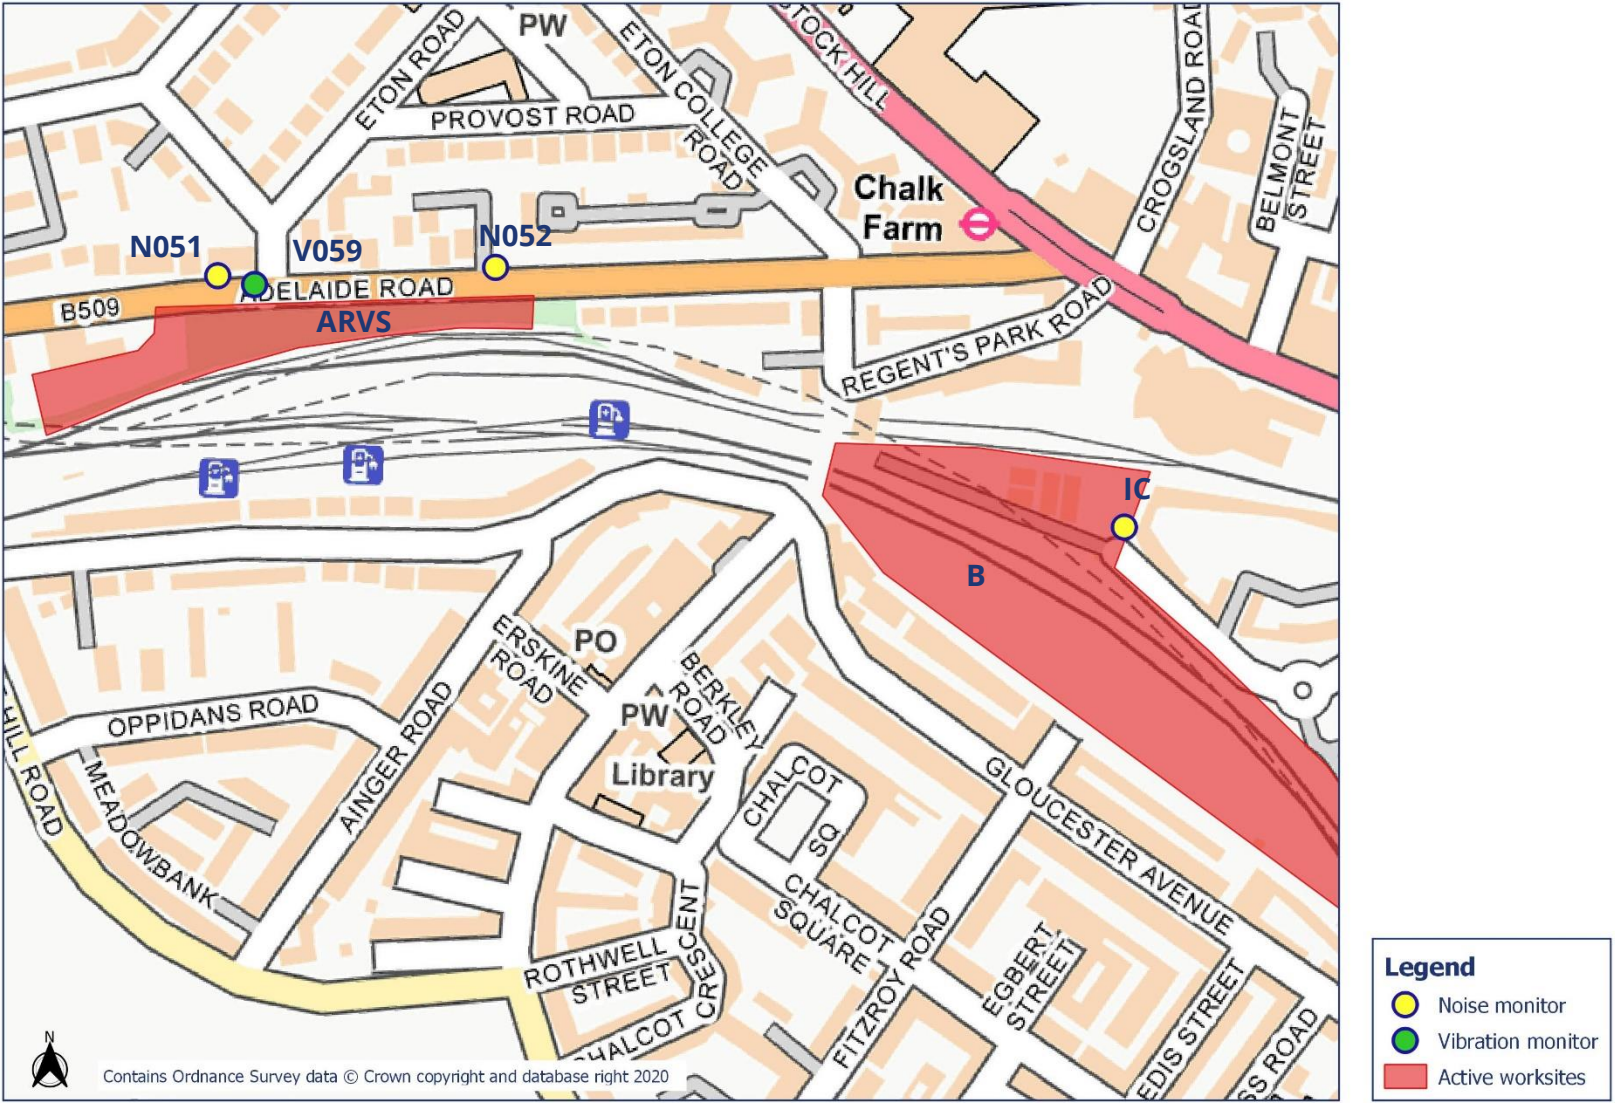 PW
ETON ROAD
ETON COLLEGE
ROAD
STOCK HILL
CROGSLAND ROAD
PROVOST ROAD
BELMONT
STREET
Chalk
Farm
N051
V059
N052
ADELAIDE ROAD
B509
ARVS
REGENT'S PARK ROAD
IC
B
ERSKINE
ROAD
PO
BERKLEY
ROAD
PW
Library
OPPIDANS ROAD
AINGER ROAD
HILL ROAD
MEADOWBANK
CHALCOT
SQ
GLOUCESTER AVENUE
CHALCOT
SQUARE
ROTHWELL
STREET
CHALCOT
CRESCENT
FITZROY ROAD
EGBERT
STREET
EDIS STREET
SS ROAD
N
Contains Ordnance Survey data © Crown copyright and database right 2020
Legend
Noise monitor
Vibration monitor
Active worksites